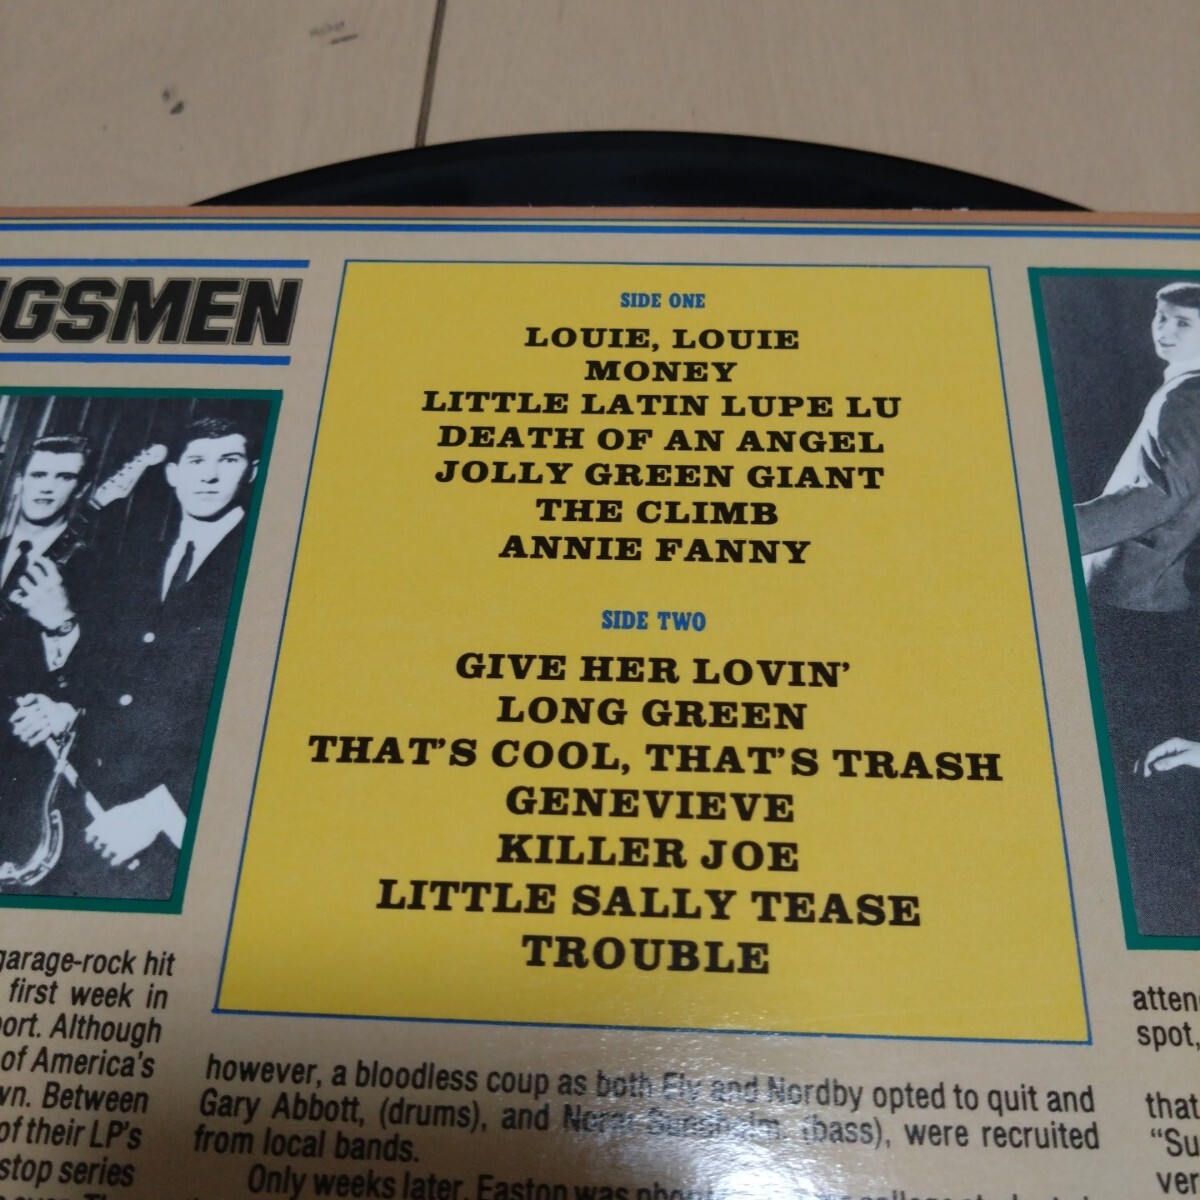 NGSMEN
SIDE ONE
LOUIE, LOUIE
MONEY
LITTLE LATIN LUPE LU
DEATH OF AN ANGEL
JOLLY GREEN GIANT
THE CLIMB
ANNIE FANNY
SIDE TWO
GIVE HER LOVIN'
LONG GREEN
THAT'S COOL, THAT'S TRASH
GENEVIEVE
KILLER JOE
LITTLE SALLY TEASE
TROUBLE
garage-rock hit
first week in
port. Although
of America's
wn. Between
of their LP's
stop series
however, a bloodless coup as both Ely and Nordby opted to quit and
Gary Abbott, (drums), and Norm Sundholm, (bass), were recruited
from local bands.
Only weeks later, Easton was
atten
spot,
that
"Su
ver